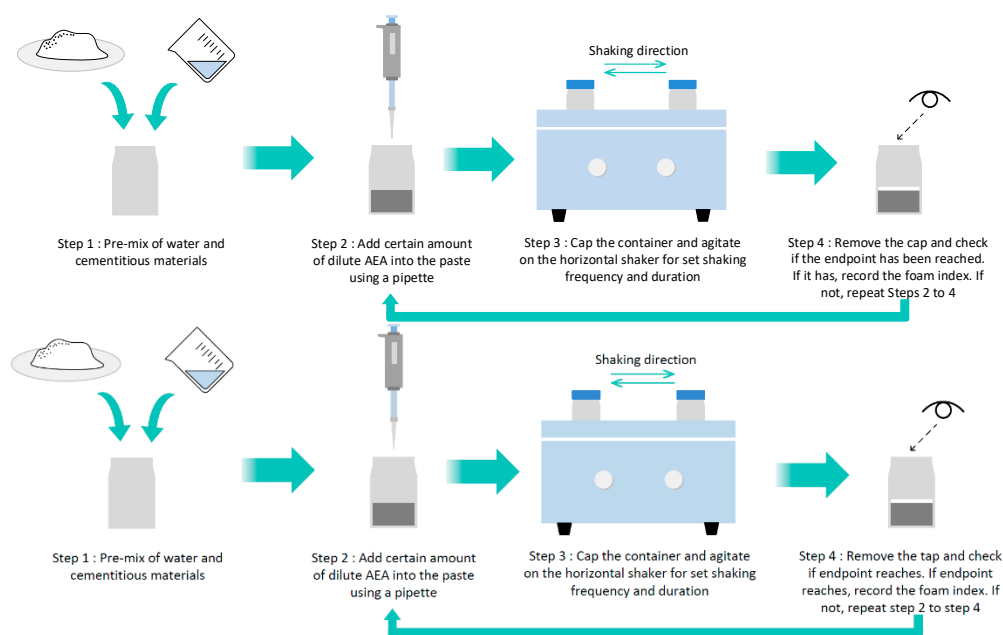 Shaking direction
Step 1 : Pre-mix of water and
cementitious materials
Step 2 : Add certain amount
of dilute AEA into the paste
using a pipette
Step 3 : Cap the container and agitate
on the horizontal shaker for set shaking
frequency and duration
Step 4 : Remove the cap and check
if the endpoint has been reached.
If it has, record the foam index. If
not, repeat Steps 2 to 4
Shaking direction
Step 1 : Pre-mix of water and
cementitious materials
Step 2 : Add certain amount
of dilute AEA into the paste
using a pipette
Step 3 : Cap the container and agitate
on the horizontal shaker for set shaking
frequency and duration
Step 4 : Remove the tap and check
if endpoint reaches. If endpoint
reaches, record the foam index. If
not, repeat step 2 to step 4